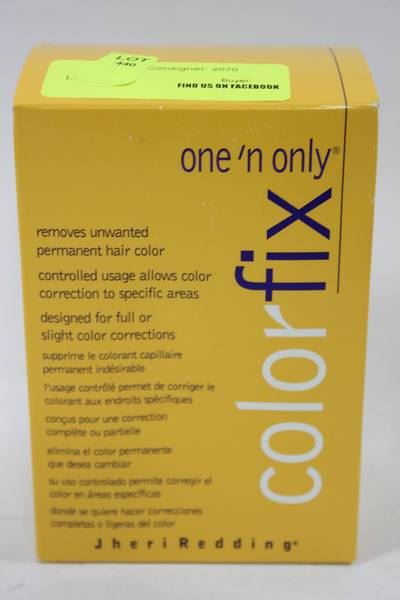 LOT
440
Consigner: 2670
Buyer:
FIND US ON FACEBOOK
one 'n only®
colorfix
removes unwanted
permanent hair color
controlled usage allows color
correction to specific areas
designed for full or
slight color corrections
supprime le colorant capillaire
permanent indésirable
l'usage contrôlé permet de corriger le
colorant aux endroits spécifiques
conçus pour une correction
complète ou partielle
elimina el color permanente
que desea cambiar
su uso controlado permite corregir el
color en áreas específicas
donde se quiere hacer correcciones
completas o ligeras del color
Jheri Redding®